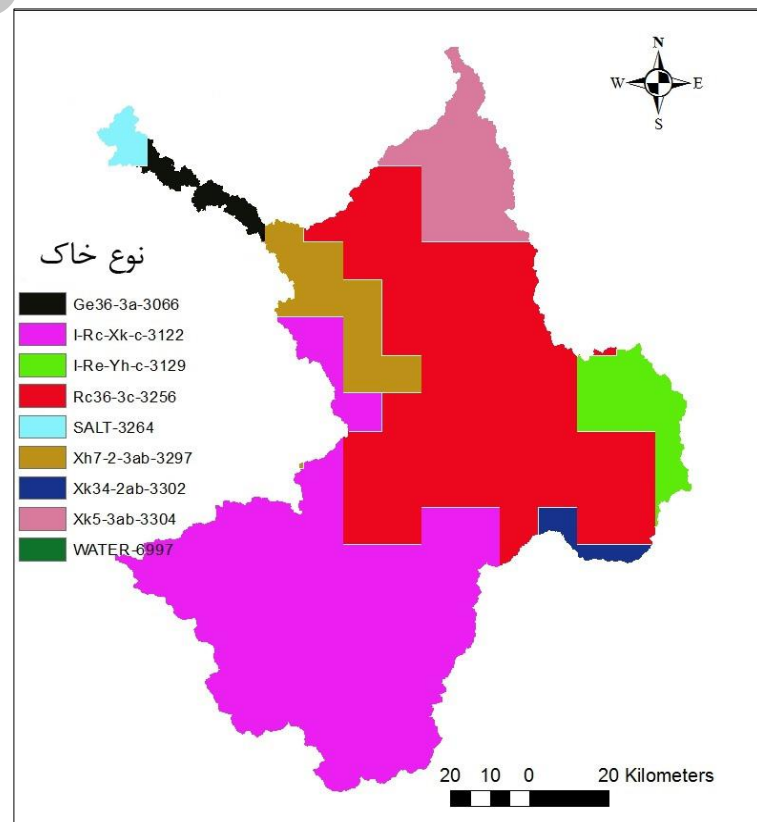 N
W E
S
نوع خاک
Ge36-3a-3066
I-Rc-Xk-c-3122
I-Re-Yh-c-3129
Rc36-3c-3256
SALT-3264
Xh7-2-3ab-3297
Xk34-2ab-3302
Xk5-3ab-3304
WATER-6997
20 10 0 20 Kilometers